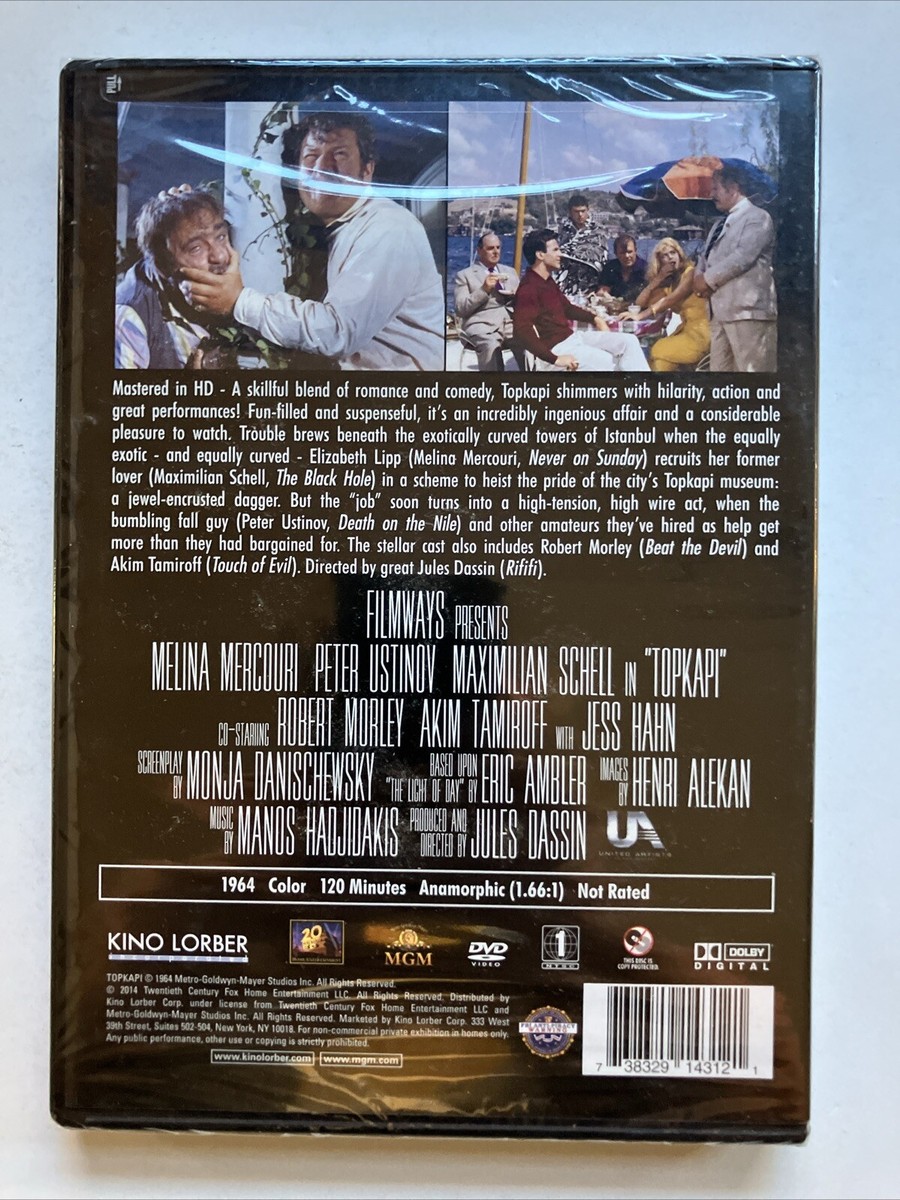 PULL
Mastered in HD - A skillful blend of romance and comedy, Topkapi shimmers with hilarity, action and
great performances! Fun-filled and suspenseful, it's an incredibly ingenious affair and a considerable
pleasure to watch. Trouble brews beneath the exotically curved towers of Istanbul when the equally
exotic - and equally curved - Elizabeth Lipp (Melina Mercouri, Never on Sunday) recruits her former
lover (Maximilian Schell, The Black Hole) in a scheme to heist the pride of the city's Topkapi museum:
a jewel-encrusted dagger. But the "job" soon turns into a high-tension, high wire act, when the
bumbling fall guy (Peter Ustinov, Death on the Nile) and other amateurs they've hired as help get
more than they had bargained for. The stellar cast also includes Robert Morley (Beat the Devil) and
Akim Tamiroff (Touch of Evil). Directed by great Jules Dassin (Rififi).
FILMWAYS PRESENTS
MELINA MERCOURI PETER USTINOV MAXIMILIAN SCHELL IN "TOPKAPI"
CO-STARING ROBERT MORLEY AKIM TAMIROFF WITH JESS HAHN
SCREENPLAY BY MONJA DANISCHEWSKY BASED UPON "THE LIGHT OF DAY" BY ERIC AMBLER IMAGES BY HENRI ALEKAN
MUSIC BY MANOS HADJIDAKIS PRODUCED AND DIRECTED BY JULES DASSIN UA
UNITED ARTISTS
1964 Color 120 Minutes Anamorphic (1.66:1) Not Rated
KINO LORBER
20
MGM
DVD
VIDEO
1
NTSC
THIS DISC IS
COPY PROTECTED.
DOLBY
DIGITAL
TOPKAPI © 1964 Metro-Goldwyn-Mayer Studios Inc. All Rights Reserved.
© 2014 Twentieth Century Fox Home Entertainment LLC. All Rights Reserved. Distributed by
Kino Lorber Corp. under license from Twentieth Century Fox Home Entertainment LLC and
Metro-Goldwyn-Mayer Studios Inc. All Rights Reserved. Marketed by Kino Lorber Corp. 333 West
39th Street, Suites 502-504, New York, NY 10018. For non-commercial private exhibition in homes only.
Any public performance, other use or copying is strictly prohibited.
www.kinolorber.com www.mgm.com
7 38329 14312 1